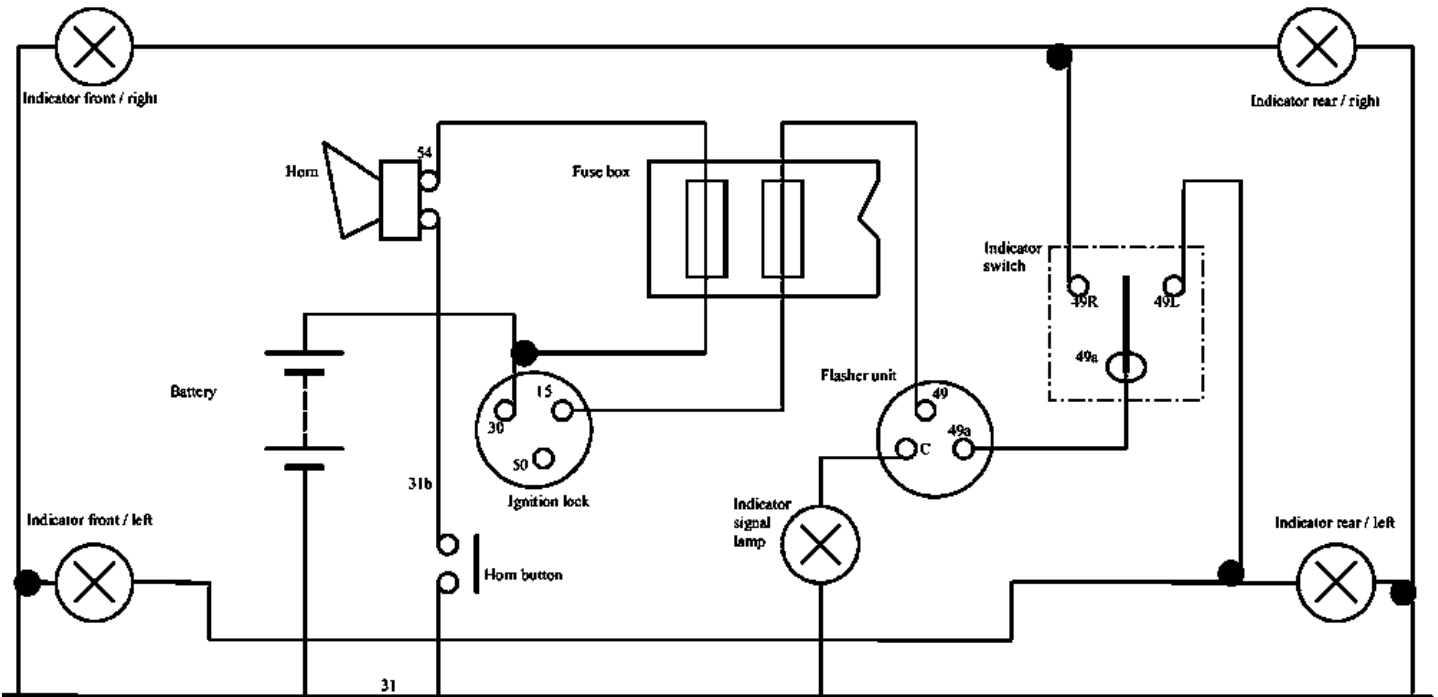 Indicator front / right
Indicator rear / right
54
Horn
Fuse box
Indicator
switch
49R
49L
49a
Battery
Flasher unit
15
49
30
49a
C
50
31b
Ignition lock
Indicator
signal
lamp
Indicator front / left
Indicator rear / left
Horn button
31